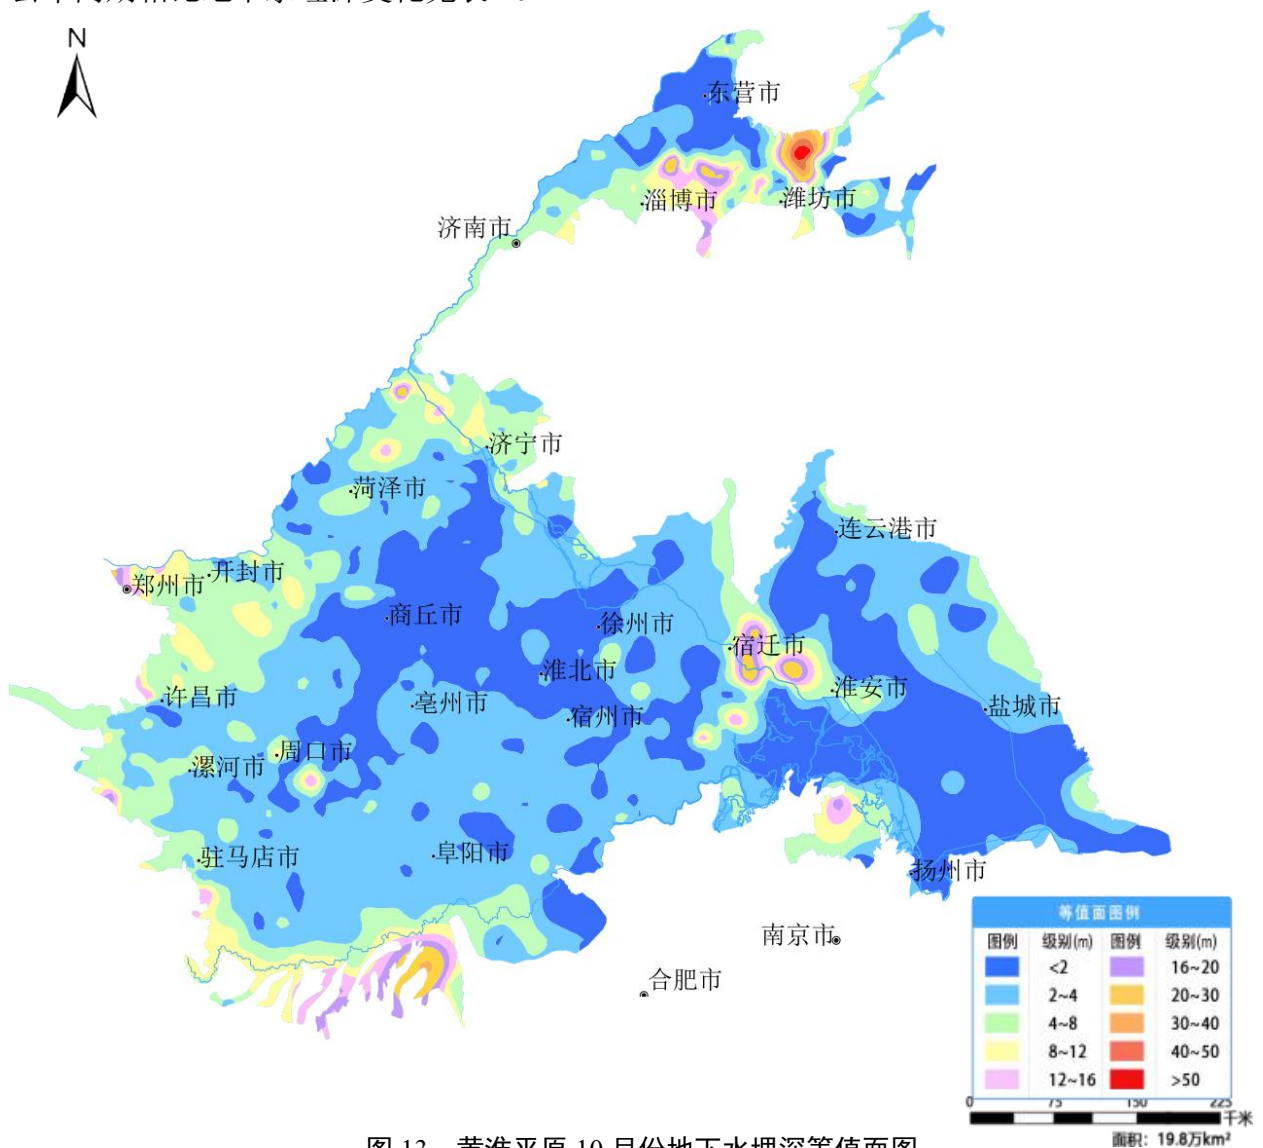 N
东营市
淄博市
潍坊市
济南市
济宁市
菏泽市
连云港市
开封市
郑州市
商丘市
徐州市
宿迁市
淮北市
淮安市
许昌市
亳州市
宿州市
盐城市
周口市
漯河市
阜阳市
驻马店市
扬州市
南京市
合肥市
等值面图例
图例 级别(m) 图例 级别(m)
<2 16~20
2~4 20~30
4~8 30~40
8~12 40~50
12~16 >50
0 75 150 225
千米
面积：19.8万km²
图 13 黄淮平原 10 月份地下水埋深等值面图